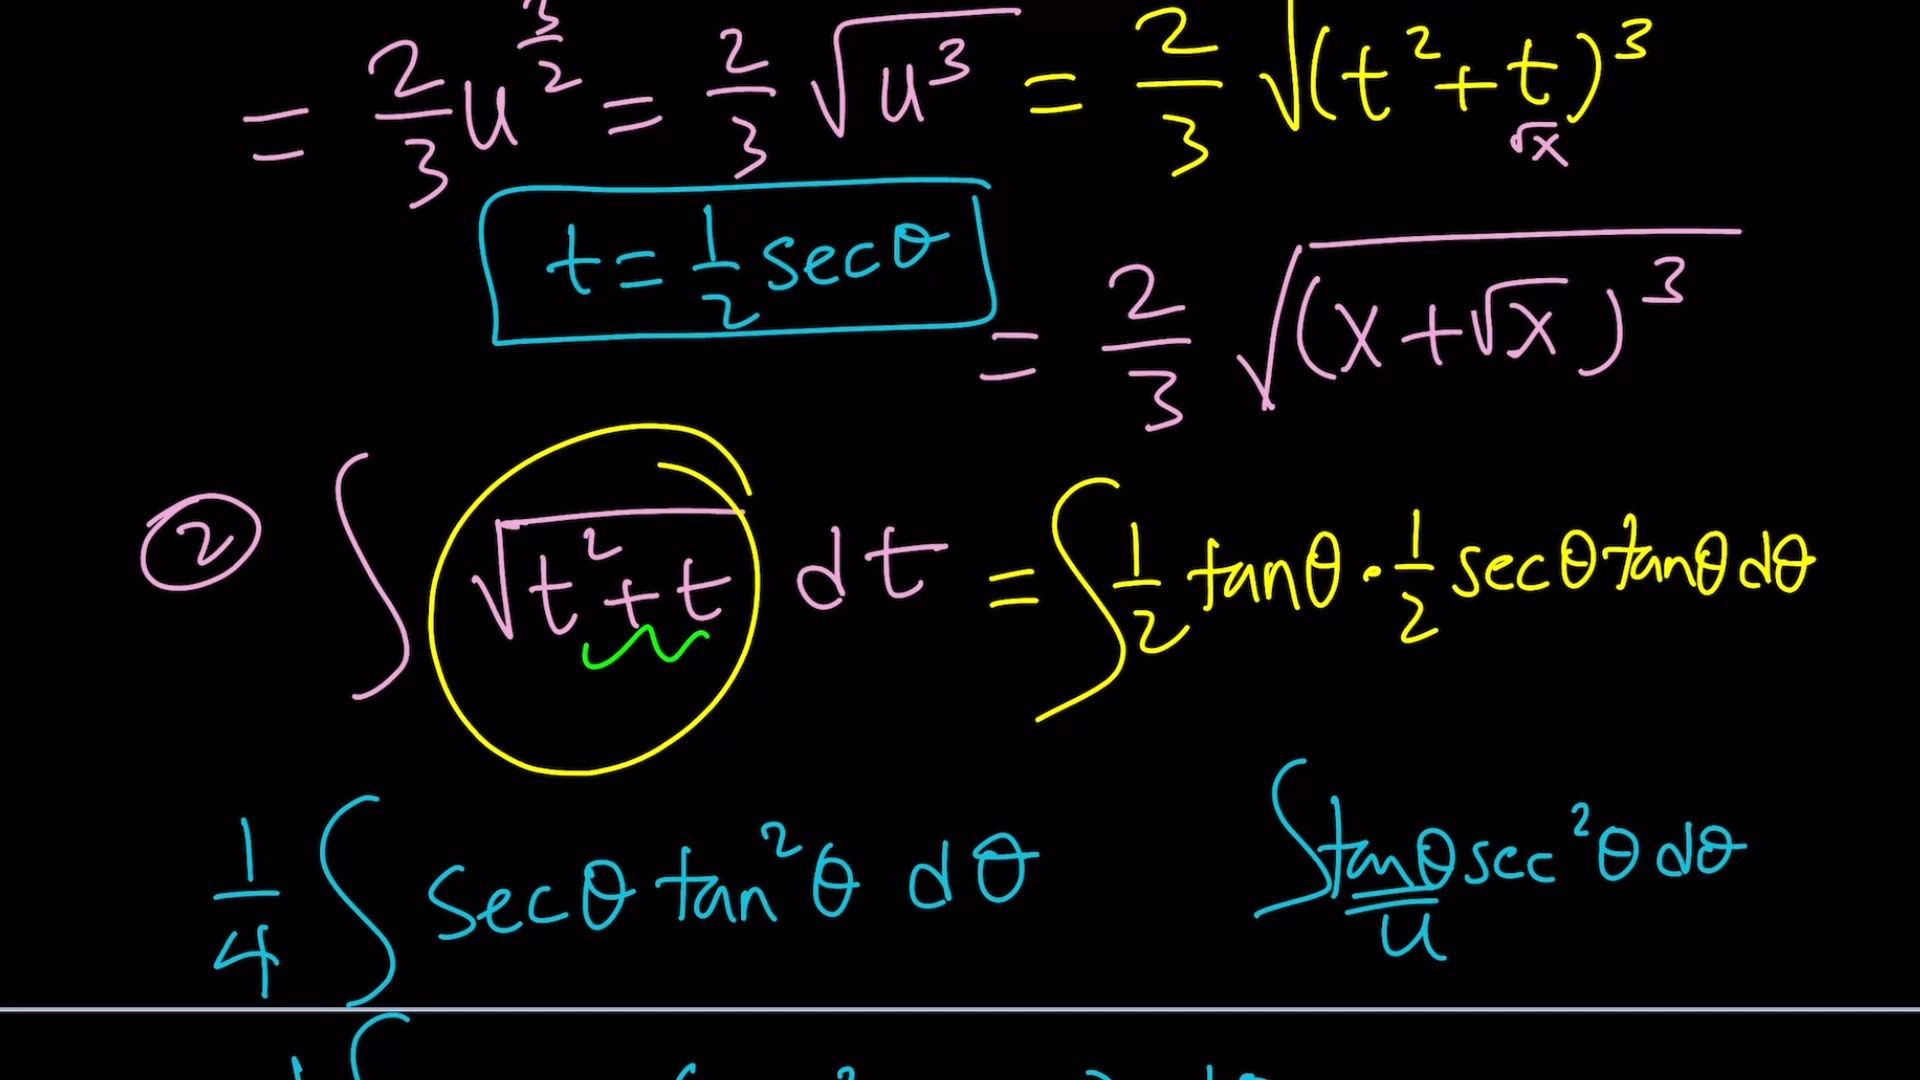 = 2/3 u^(3/2) = 2/3 √(u³) = 2/3 √(t² + t)³
√x
t = 1/2 secθ
= 2/3 √((x + √x)³)
② ∫ √(t² + t) dt = ∫ 1/2 tanθ · 1/2 secθ tanθ dθ
1/4 ∫ secθ tan²θ dθ ∫ tanθ sec²θ dθ
u